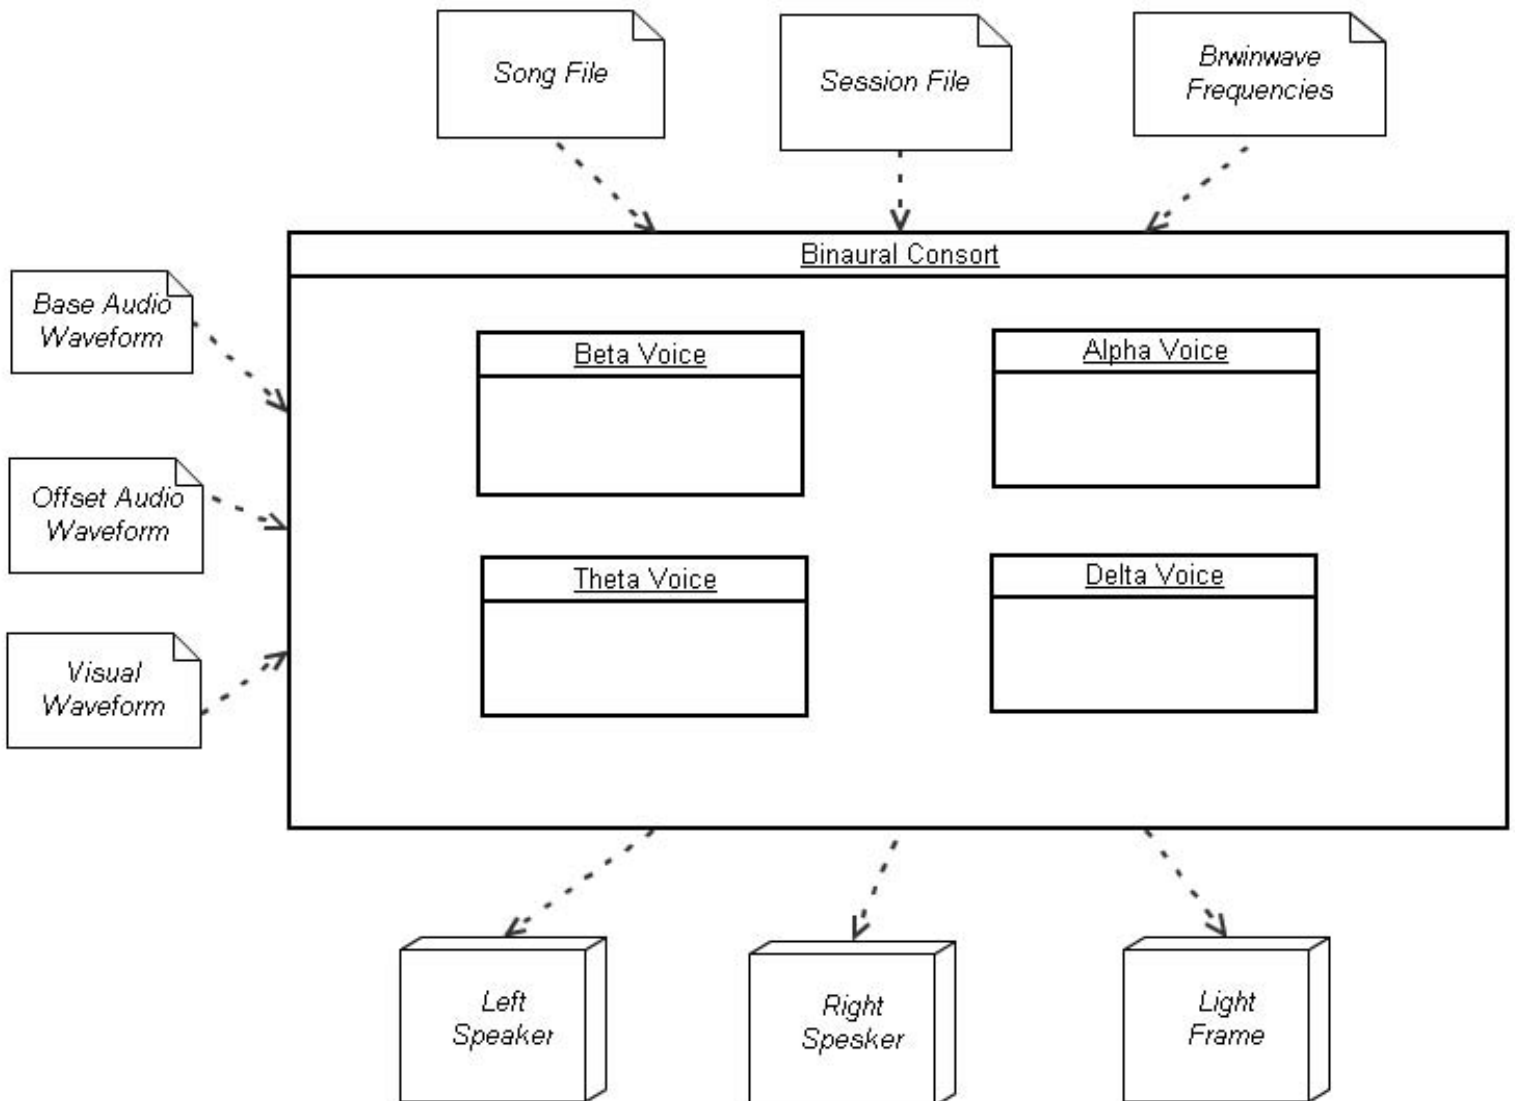 Song File
Session File
Brwinwave
Frequencies
Binaural Consort
Base Audio
Waveform
Beta Voice
Alpha Voice
Offset Audio
Waveform
Theta Voice
Delta Voice
Visual
Waveform
Left
Speaker
Right
Spesker
Light
Frame